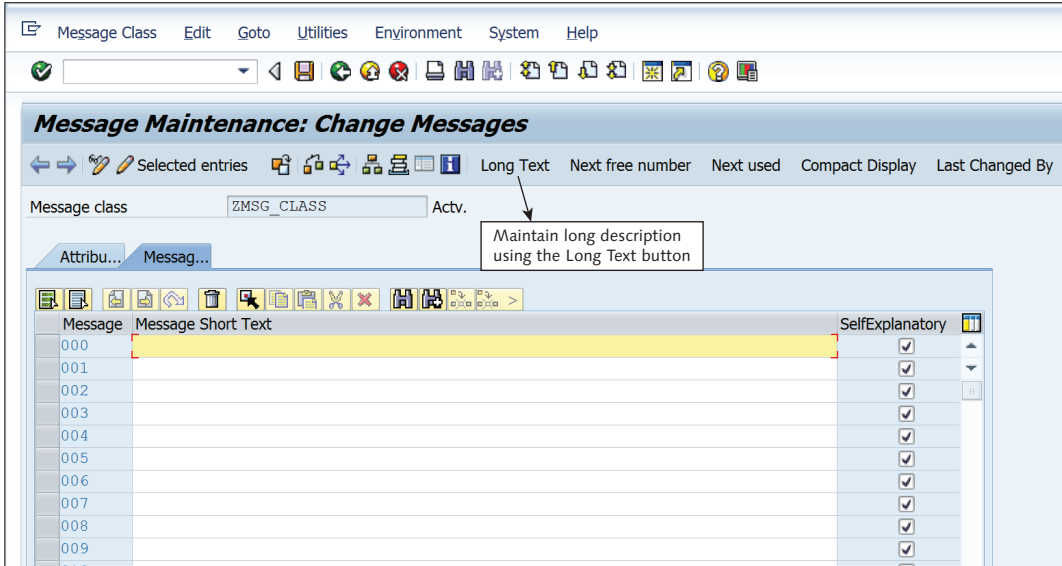 Message Class Edit Goto Utilities Environment System Help
Message Maintenance: Change Messages
Selected entries Long Text Next free number Next used Compact Display Last Changed By
Message class ZMSG_CLASS Actv.
Maintain long description
using the Long Text button
Attribu... Messag...
Message Message Short Text SelfExplanatory
000
001
002
003
004
005
006
007
008
009